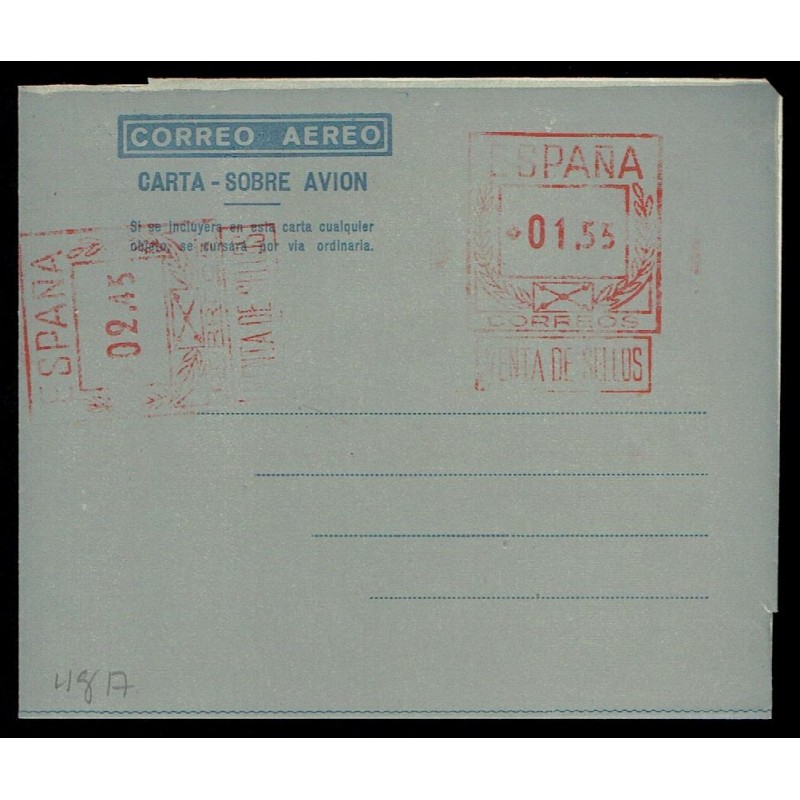 CORREO AEREO
CARTA - SOBRE AVION
Si se incluyera en esta carta cualquier
objeto, se cursará por via ordinaria.
ESPAÑA
01.55
CORREOS
VENTA DE SELLOS
ESPAÑA
02.45
48A